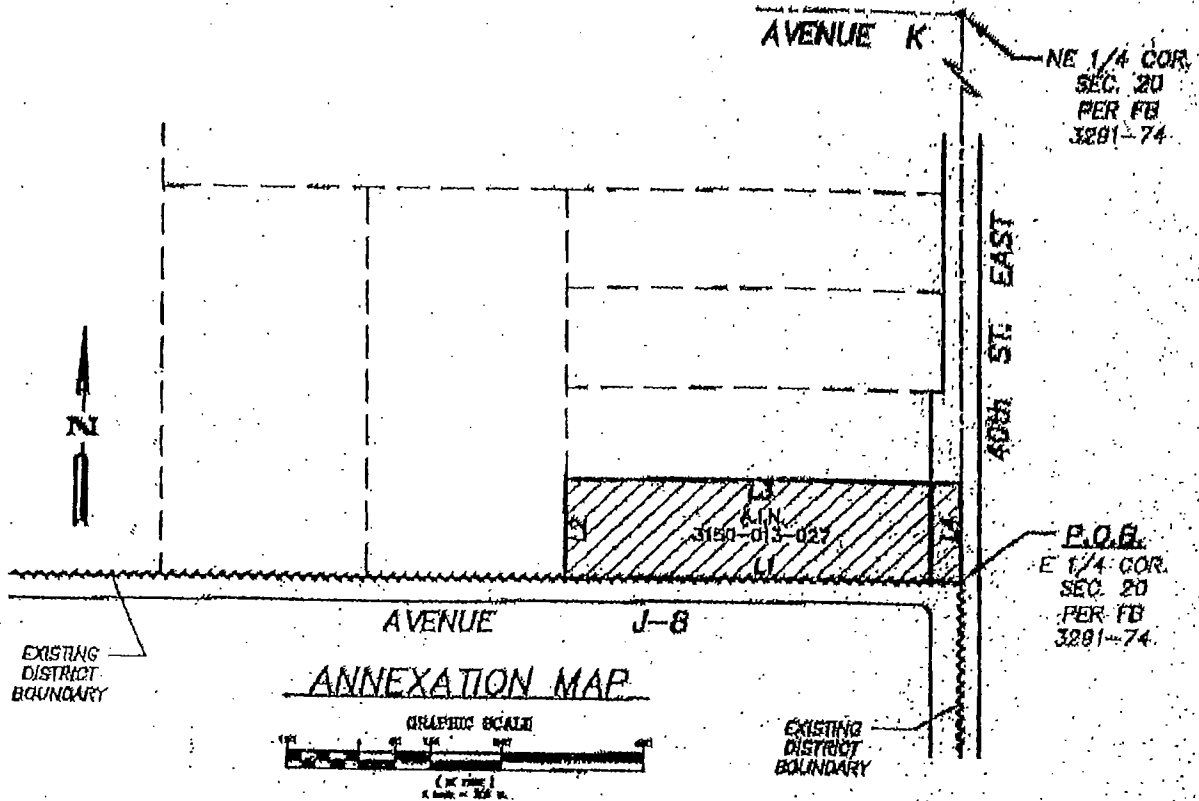 AVENUE K
NE 1/4 COR.
SEC. 20
PER FB
3281-74
40th ST. EAST
N
L3
A.I.N.
3150-013-027
L2
L4
L1
P.O.B.
E 1/4 COR.
SEC. 20
PER FB
3281-74
AVENUE J-8
EXISTING
DISTRICT
BOUNDARY
ANNEXATION MAP
GRAPHIC SCALE
EXISTING
DISTRICT
BOUNDARY